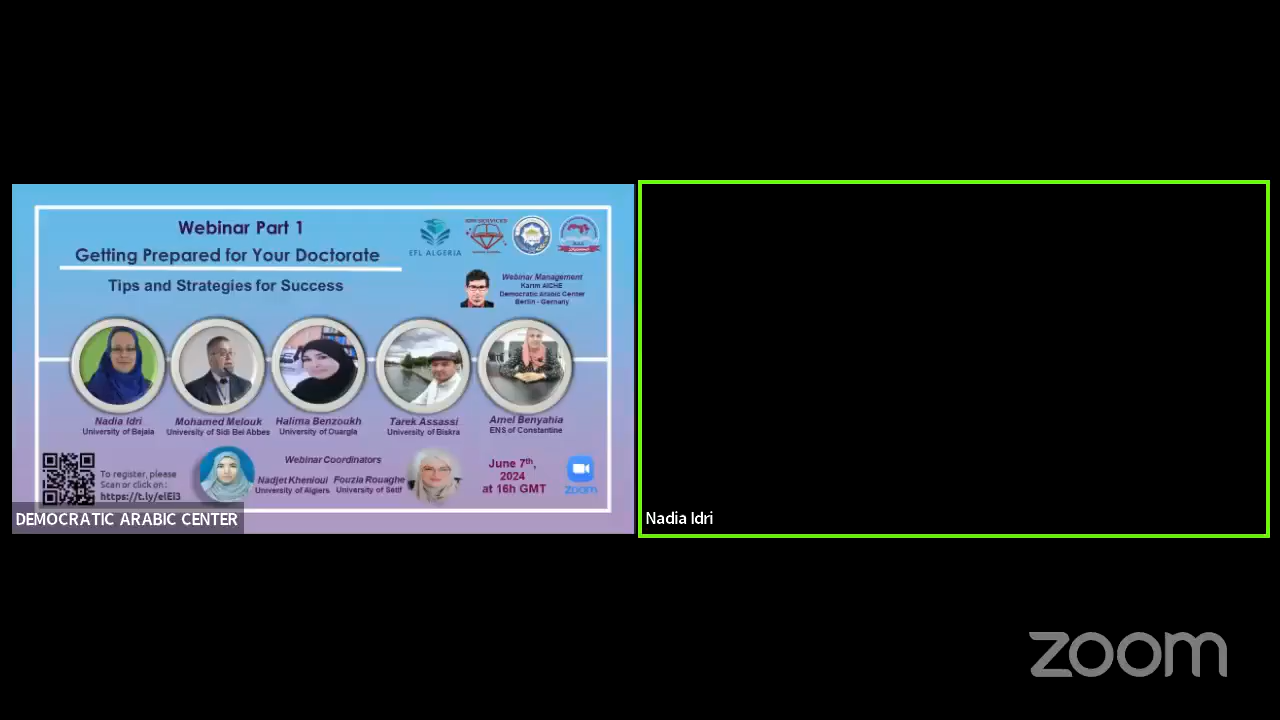 Webinar Part 1
Getting Prepared for Your Doctorate
Tips and Strategies for Success
EFL ALGERIA
Webinar Management
Karim AICHE
Democratic Arabic Center
Berlin - Germany
Nadia Idri
University of Bejaia
Mohamed Melouk
University of Sidi Bel Abbes
Halima Benzoukh
University of Ouargla
Tarek Assassi
University of Biskra
Amel Benyahia
ENS of Constantine
To register, please
Scan or click on:
https://t.ly/elEi3
Webinar Coordinators
Nadjet Khenioui
University of Algiers
Fouzia Rouaghe
University of Setif
June 7th,
2024
at 16h GMT
zoom
DEMOCRATIC ARABIC CENTER
Nadia Idri
zoom